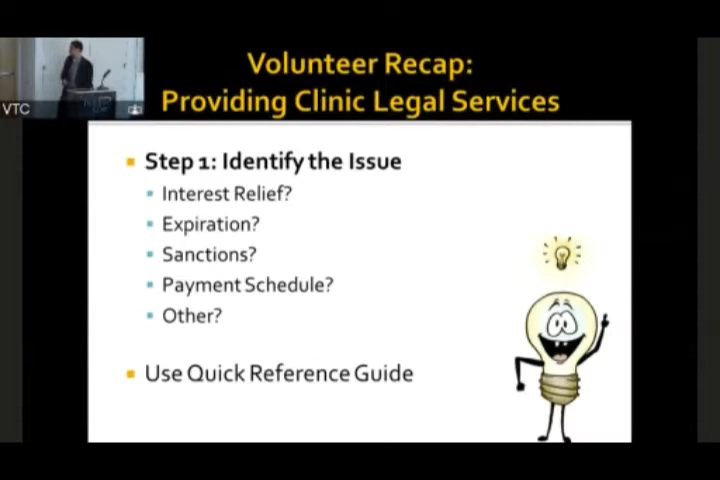 Volunteer Recap:
Providing Clinic Legal Services
VTC
Step 1: Identify the Issue
Interest Relief?
Expiration?
Sanctions?
Payment Schedule?
Other?
Use Quick Reference Guide